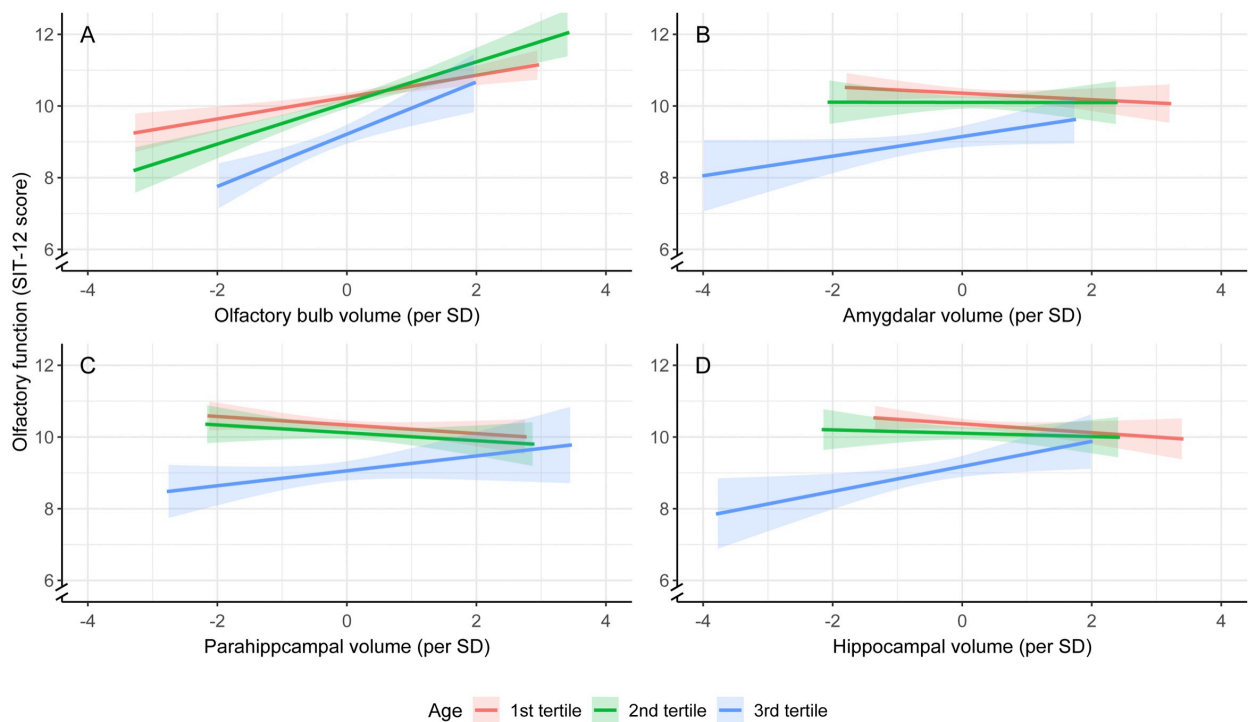 Olfactory function (SIT-12 score)
A
12
10
8
6
-4 -2 0 2 4
Olfactory bulb volume (per SD)
B
12
10
8
6
-4 -2 0 2 4
Amygdalar volume (per SD)
C
12
10
8
6
-4 -2 0 2 4
Parahippcampal volume (per SD)
D
12
10
8
6
-4 -2 0 2 4
Hippocampal volume (per SD)
Age 1st tertile 2nd tertile 3rd tertile